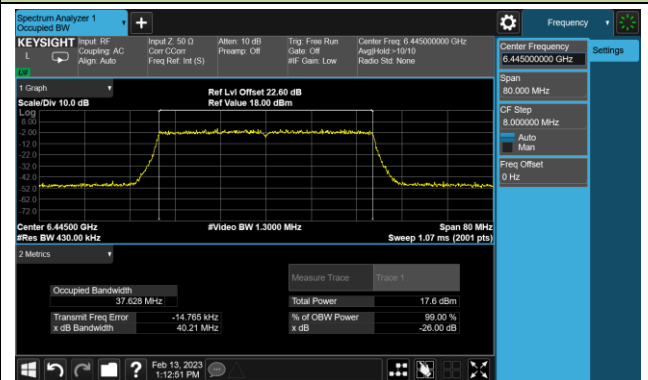 Spectrum Analyzer 1
Occupied BW
Frequency
KEYSIGHT
L
Input: RF
Coupling: AC
Align: Auto
Input Z: 50 Ω
Corr CCorr
Freq Ref: Int (S)
Atten: 10 dB
Preamp: Off
Trig: Free Run
Gate: Off
#IF Gain: Low
Center Freq: 6.445000000 GHz
Avg|Hold:>10/10
Radio Std: None
1 Graph
Scale/Div 10.0 dB
Ref Lvl Offset 22.60 dB
Ref Value 18.00 dBm
Log
8.00
-2.00
-12.0
-22.0
-32.0
-42.0
-52.0
-62.0
-72.0
Center 6.44500 GHz
#Res BW 430.00 kHz
#Video BW 1.3000 MHz
Span 80 MHz
Sweep 1.07 ms (2001 pts)
2 Metrics
Measure Trace
Trace 1
Occupied Bandwidth
37.628 MHz
Total Power
17.6 dBm
Transmit Freq Error
-14.765 kHz
% of OBW Power
99.00 %
x dB Bandwidth
40.21 MHz
x dB
-26.00 dB
?
Feb 13, 2023
1:12:51 PM
Center Frequency
6.445000000 GHz
Settings
Span
80.000 MHz
CF Step
8.000000 MHz
Auto
Man
Freq Offset
0 Hz